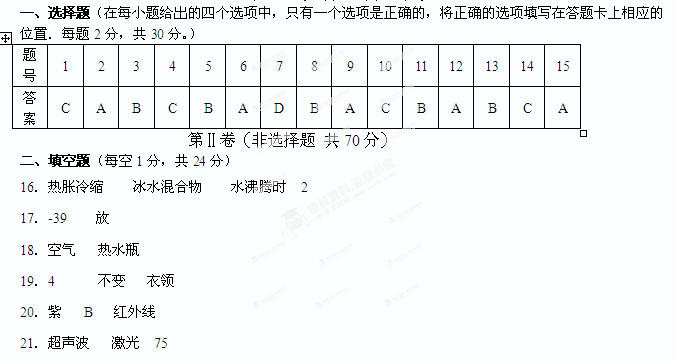 一、选择题（在每小题给出的四个选项中，只有一个选项是正确的，将正确的选项填写在答题卡上相应的
位置．每题 2 分，共 30 分。）
题号 1 2 3 4 5 6 7 8 9 10 11 12 13 14 15
答案 C A B C B A D B A C B A B C A
第Ⅱ卷（非选择题 共 70 分）
二、填空题（每空 1 分，共 24 分）
16．热胀冷缩 冰水混合物 水沸腾时 2
17．-39 放
18．空气 热水瓶
19．4 不变 衣领
20．紫 B 红外线
21．超声波 激光 75